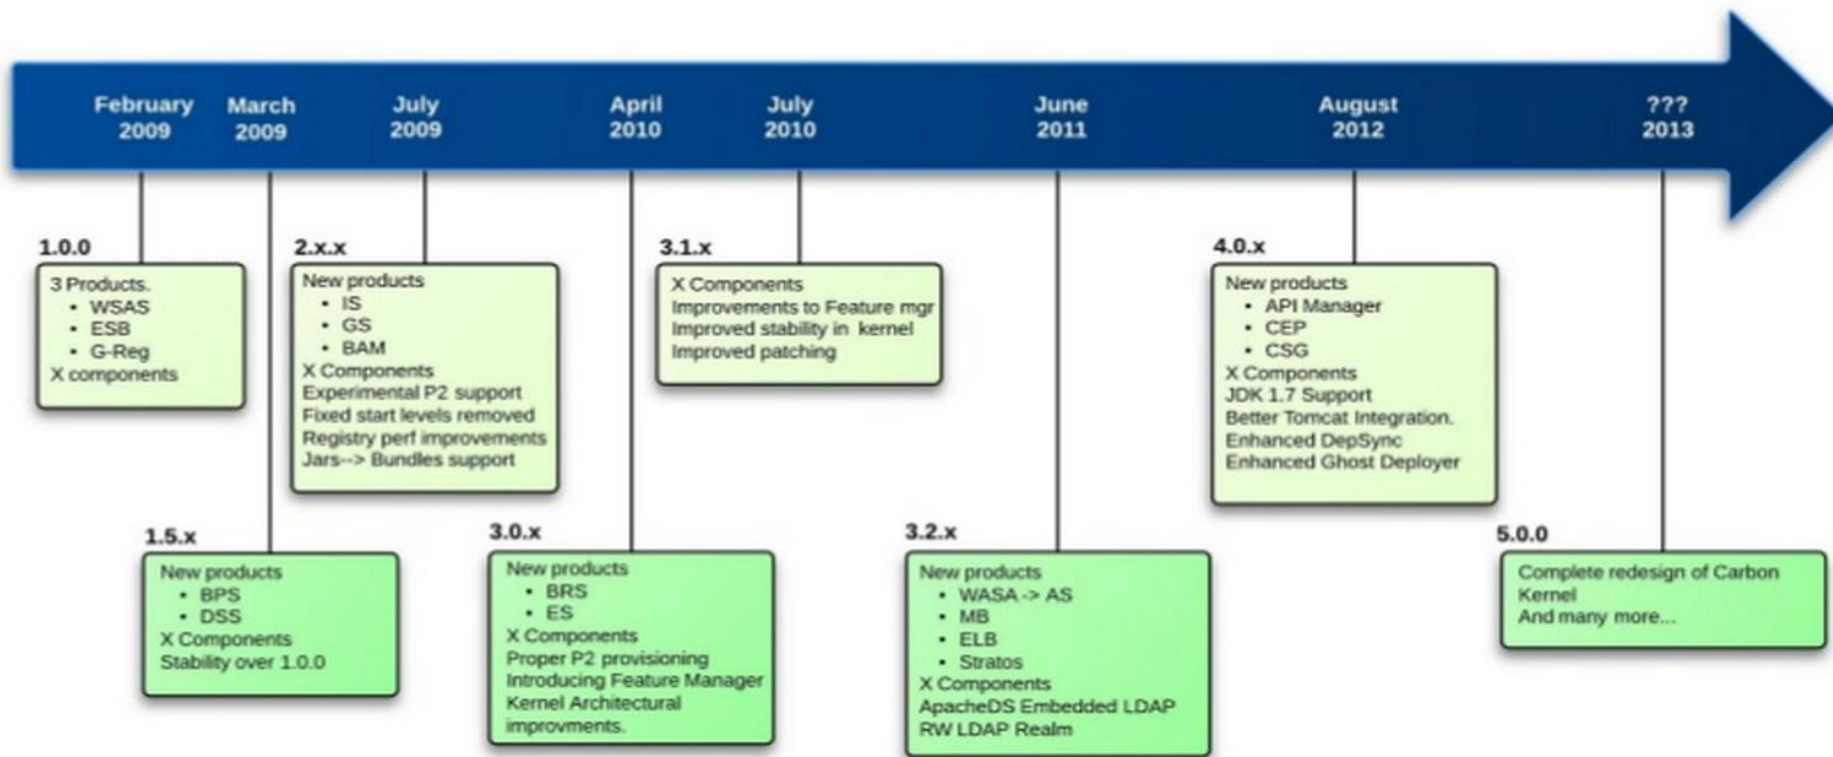 February
2009
March
2009
July
2009
April
2010
July
2010
June
2011
August
2012
???
2013
1.0.0
3 Products.
• WSAS
• ESB
• G-Reg
X components
2.x.x
New products
• IS
• GS
• BAM
X Components
Experimental P2 support
Fixed start levels removed
Registry perf improvements
Jars--> Bundles support
3.1.x
X Components
Improvements to Feature mgr
Improved stability in kernel
Improved patching
4.0.x
New products
• API Manager
• CEP
• CSG
X Components
JDK 1.7 Support
Better Tomcat Integration.
Enhanced DepSync
Enhanced Ghost Deployer
1.5.x
New products
• BPS
• DSS
X Components
Stability over 1.0.0
3.0.x
New products
• BRS
• ES
X Components
Proper P2 provisioning
Introducing Feature Manager
Kernel Architectural
improvments.
3.2.x
New products
• WASA -> AS
• MB
• ELB
• Stratos
X Components
ApacheDS Embedded LDAP
RW LDAP Realm
5.0.0
Complete redesign of Carbon
Kernel
And many more...